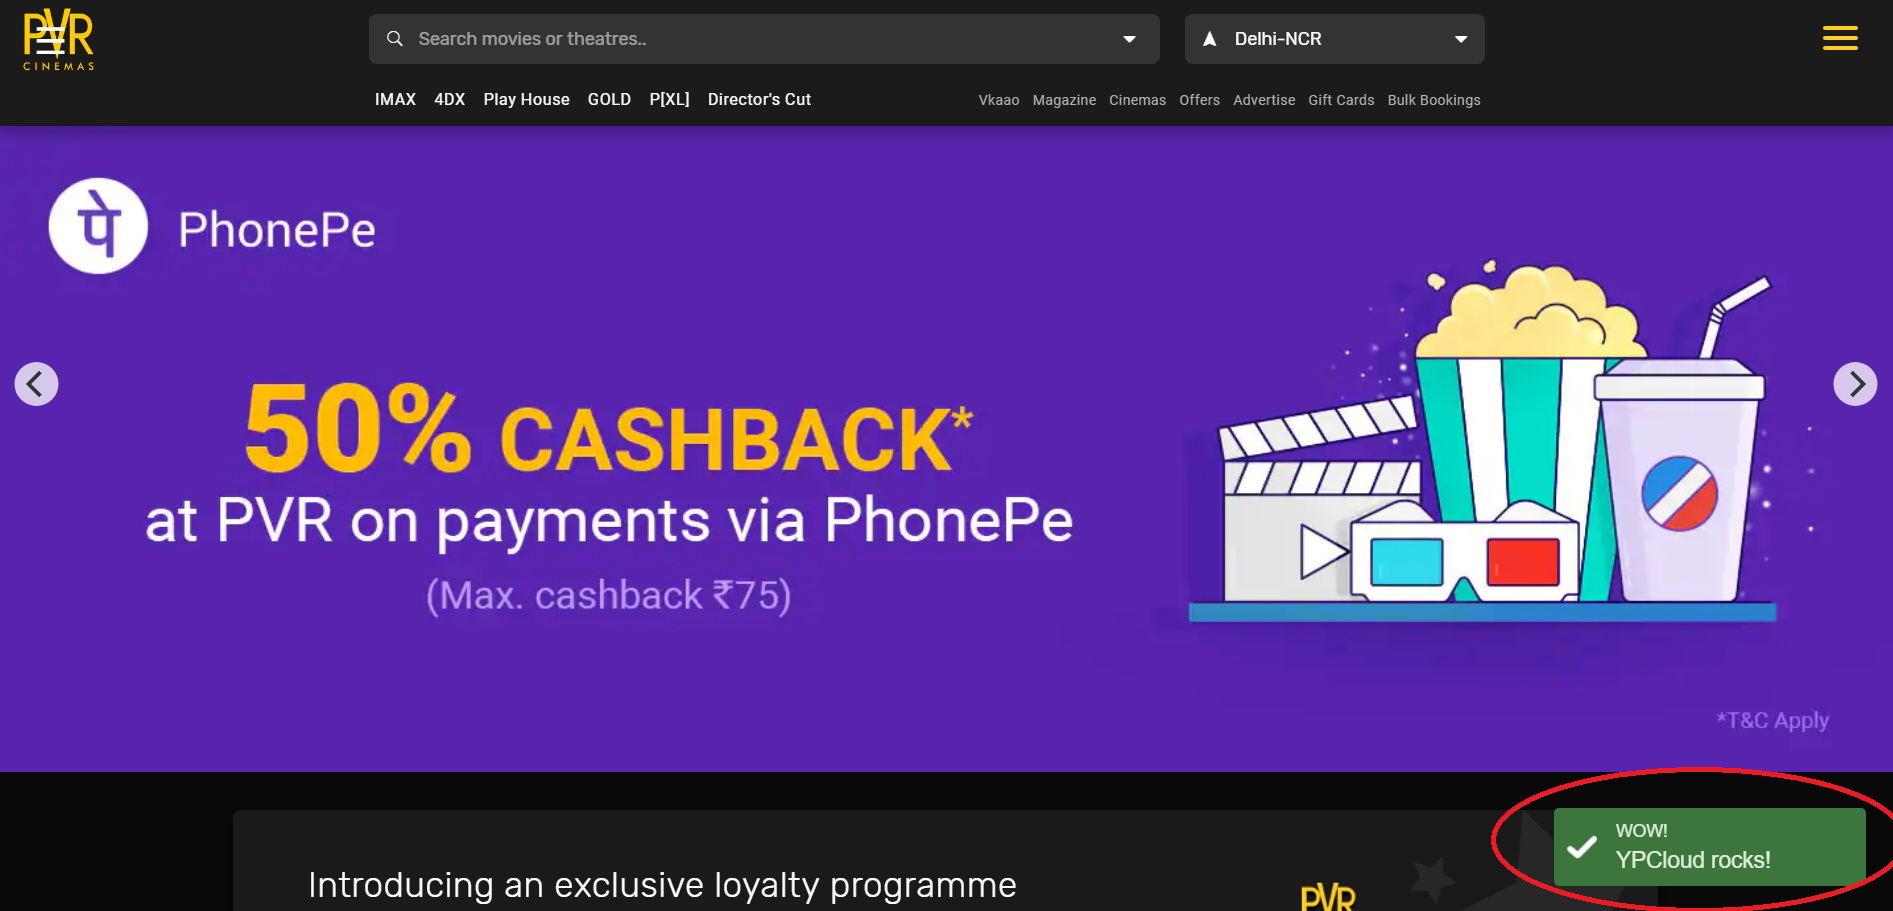 PVR
CINEMAS
Search movies or theatres..
Delhi-NCR
IMAX 4DX Play House GOLD P[XL] Director's Cut
Vkaao Magazine Cinemas Offers Advertise Gift Cards Bulk Bookings
पे PhonePe
50% CASHBACK*
at PVR on payments via PhonePe
(Max. cashback ₹75)
*T&C Apply
WOW!
YPCloud rocks!
Introducing an exclusive loyalty programme
PVR